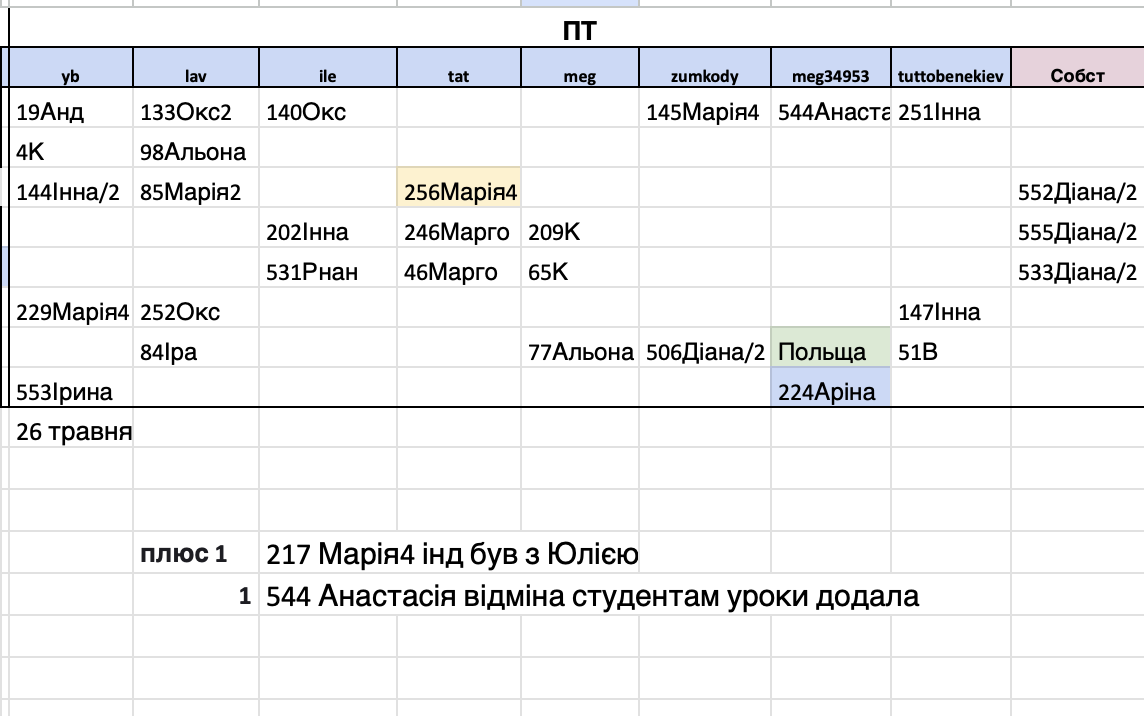 ПТ
yb lav ile tat meg zumkody meg34953 tuttobenekiev Собст
19Анд 133Окс2 140Окс 145Марія4 544Анаста 251Інна
4К 98Альона
144Інна/2 85Марія2 256Марія4 552Діана/2
202Інна 246Марго 209К 555Діана/2
531Рнан 46Марго 65К 533Діана/2
229Марія4 252Окс 147Інна
84Іра 77Альона 506Діана/2 Польща 51В
553Ірина 224Аріна
26 травня
плюс 1 217 Марія4 інд був з Юлією
1 544 Анастасія відміна студентам уроки додала